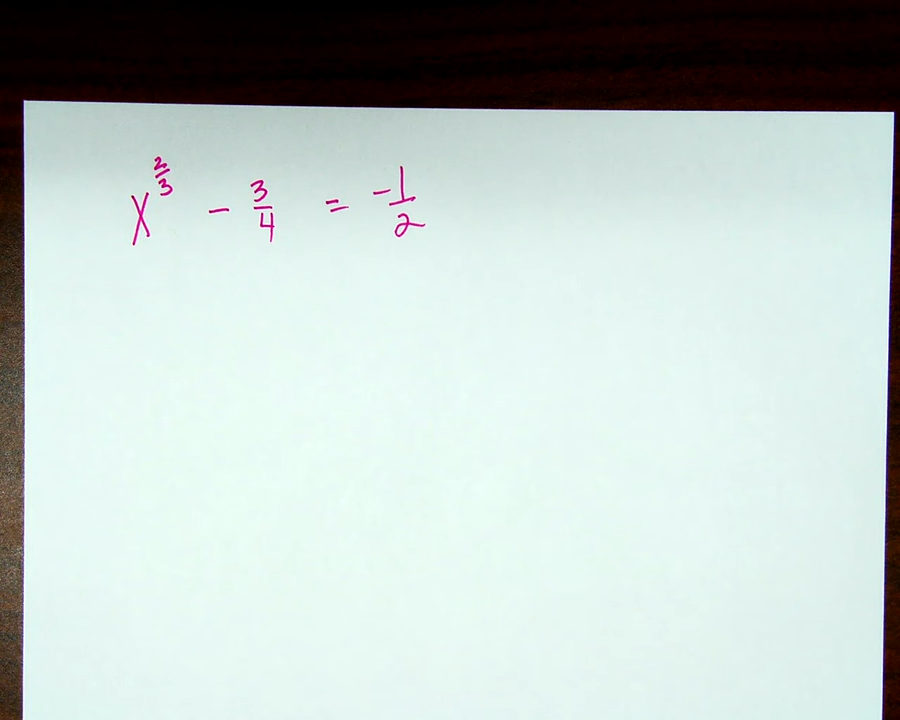 x^{2/3} - 3/4 = -1/2